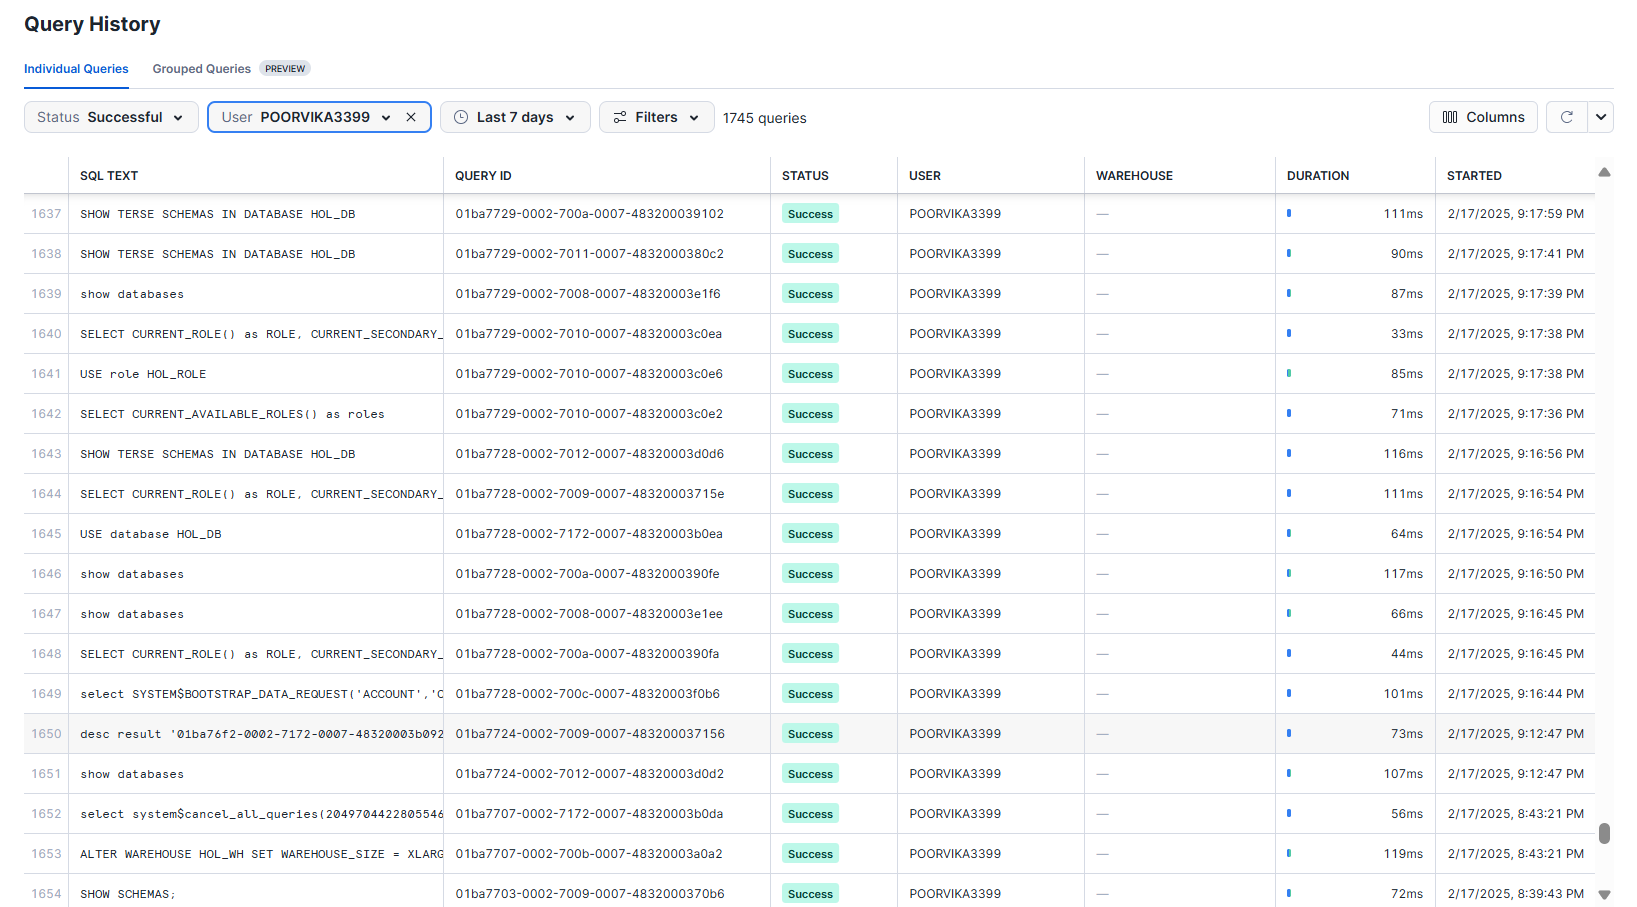 Query History
Individual Queries Grouped Queries PREVIEW
Status Successful User POORVIKA3399 Last 7 days Filters 1745 queries Columns
SQL TEXT QUERY ID STATUS USER WAREHOUSE DURATION STARTED
1637 SHOW TERSE SCHEMAS IN DATABASE HOL_DB 01ba7729-0002-700a-0007-483200039102 Success POORVIKA3399 — 111ms 2/17/2025, 9:17:59 PM
1638 SHOW TERSE SCHEMAS IN DATABASE HOL_DB 01ba7729-0002-7011-0007-4832000380c2 Success POORVIKA3399 — 90ms 2/17/2025, 9:17:41 PM
1639 show databases 01ba7729-0002-7008-0007-48320003e1f6 Success POORVIKA3399 — 87ms 2/17/2025, 9:17:39 PM
1640 SELECT CURRENT_ROLE() as ROLE, CURRENT_SECONDARY_ 01ba7729-0002-7010-0007-48320003c0ea Success POORVIKA3399 — 33ms 2/17/2025, 9:17:38 PM
1641 USE role HOL_ROLE 01ba7729-0002-7010-0007-48320003c0e6 Success POORVIKA3399 — 85ms 2/17/2025, 9:17:38 PM
1642 SELECT CURRENT_AVAILABLE_ROLES() as roles 01ba7729-0002-7010-0007-48320003c0e2 Success POORVIKA3399 — 71ms 2/17/2025, 9:17:36 PM
1643 SHOW TERSE SCHEMAS IN DATABASE HOL_DB 01ba7728-0002-7012-0007-48320003d0d6 Success POORVIKA3399 — 116ms 2/17/2025, 9:16:56 PM
1644 SELECT CURRENT_ROLE() as ROLE, CURRENT_SECONDARY_ 01ba7728-0002-7009-0007-48320003715e Success POORVIKA3399 — 111ms 2/17/2025, 9:16:54 PM
1645 USE database HOL_DB 01ba7728-0002-7172-0007-48320003b0ea Success POORVIKA3399 — 64ms 2/17/2025, 9:16:54 PM
1646 show databases 01ba7728-0002-700a-0007-4832000390fe Success POORVIKA3399 — 117ms 2/17/2025, 9:16:50 PM
1647 show databases 01ba7728-0002-7008-0007-48320003e1ee Success POORVIKA3399 — 66ms 2/17/2025, 9:16:45 PM
1648 SELECT CURRENT_ROLE() as ROLE, CURRENT_SECONDARY_ 01ba7728-0002-700a-0007-4832000390fa Success POORVIKA3399 — 44ms 2/17/2025, 9:16:45 PM
1649 select SYSTEM$BOOTSTRAP_DATA_REQUEST('ACCOUNT','C 01ba7728-0002-700c-0007-48320003f0b6 Success POORVIKA3399 — 101ms 2/17/2025, 9:16:44 PM
1650 desc result '01ba76f2-0002-7172-0007-48320003b092 01ba7724-0002-7009-0007-483200037156 Success POORVIKA3399 — 73ms 2/17/2025, 9:12:47 PM
1651 show databases 01ba7724-0002-7012-0007-48320003d0d2 Success POORVIKA3399 — 107ms 2/17/2025, 9:12:47 PM
1652 select system$cancel_all_queries(2049704422805546 01ba7707-0002-7172-0007-48320003b0da Success POORVIKA3399 — 56ms 2/17/2025, 8:43:21 PM
1653 ALTER WAREHOUSE HOL_WH SET WAREHOUSE_SIZE = XLARG 01ba7707-0002-700b-0007-48320003a0a2 Success POORVIKA3399 — 119ms 2/17/2025, 8:43:21 PM
1654 SHOW SCHEMAS; 01ba7703-0002-7009-0007-4832000370b6 Success POORVIKA3399 — 72ms 2/17/2025, 8:39:43 PM